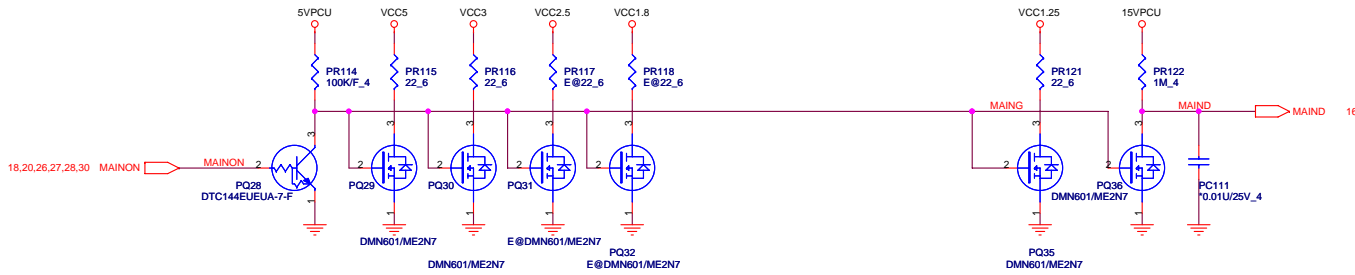 5VPCU VCC5 VCC3 VCC2.5 VCC1.8 VCC1.25 15VPCU
PR114 PR115 PR116 PR117 PR118 PR121 PR122
100K/F_4 22_6 22_6 E@22_6 E@22_6 22_6 1M_4
MAING MAIND MAIND 16
3 3 3 3 3 3 3
18,20,26,27,28,30 MAINON MAINON 2 2 2 2 2 2 2
PQ28 PQ29 PQ30 PQ31 PQ36 PC111
DTC144EUEUA-7-F DMN601/ME2N7 *0.01U/25V_4
1 1 1 1 1 1 1
DMN601/ME2N7 E@DMN601/ME2N7
PQ32 PQ35
DMN601/ME2N7 E@DMN601/ME2N7 DMN601/ME2N7